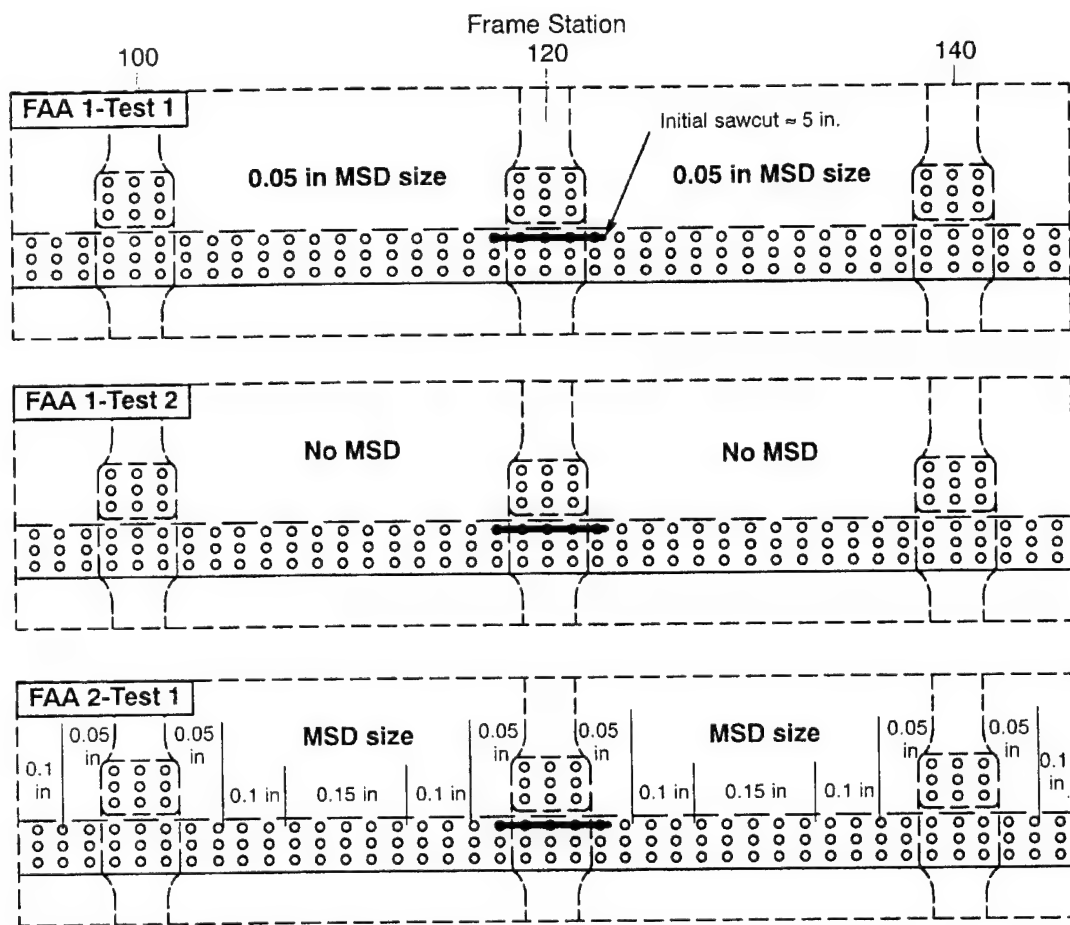 Frame Station
100 120 140
FAA 1-Test 1
Initial sawcut ≈ 5 in.
0.05 in MSD size 0.05 in MSD size
FAA 1-Test 2
No MSD No MSD
FAA 2-Test 1
0.05 in 0.05 in MSD size 0.05 in 0.05 in MSD size 0.05 in 0.05 in
0.1 in 0.1 in 0.15 in 0.1 in 0.1 in 0.15 in 0.1 in 0.1 in